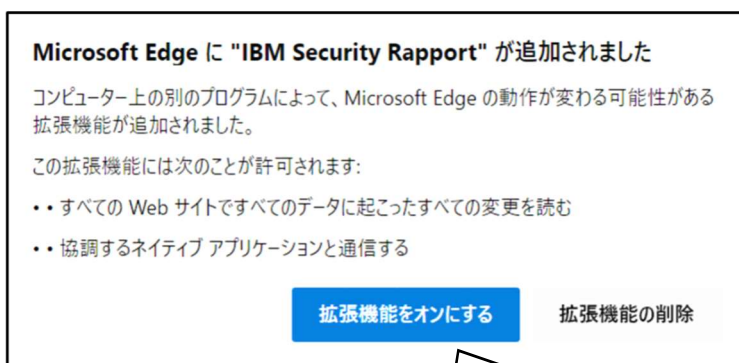 Microsoft Edge に "IBM Security Rapport" が追加されました
コンピューター上の別のプログラムによって、Microsoft Edge の動作が変わる可能性がある
拡張機能が追加されました。
この拡張機能には次のことが許可されます:
・・すべての Web サイトですべてのデータに起こったすべての変更を読む
・・協調するネイティブ アプリケーションと通信する
拡張機能をオンにする 拡張機能の削除